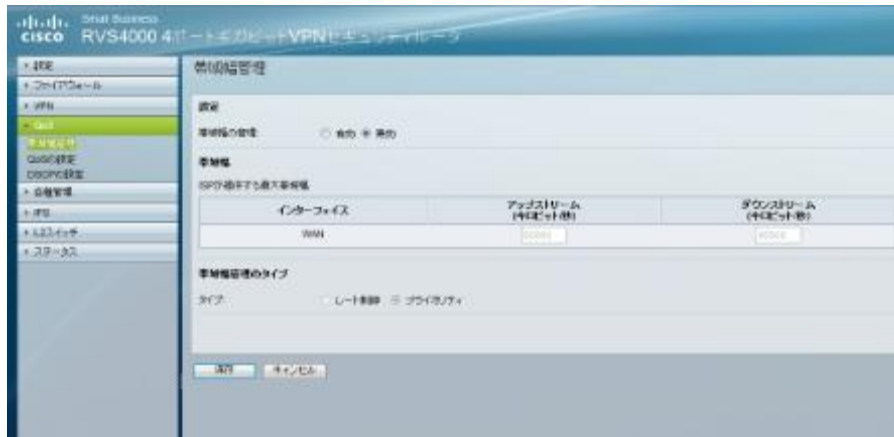 Small Business
CISCO RVS4000 4ポートギガビットVPNセキュリティルータ
設定
ファイアウォール
VPN
QoS
帯域幅管理
QoSの設定
DSCPの設定
各種管理
IPS
L2スイッチ
ステータス
帯域幅管理
設定
帯域幅の管理: 有効 無効
帯域幅
ISPが提供する最大帯域幅
インターフェイス アップストリーム ダウンストリーム
(キロビット/秒) (キロビット/秒)
WAN
帯域幅管理のタイプ
タイプ: レート制御 プライオリティ
保存 キャンセル